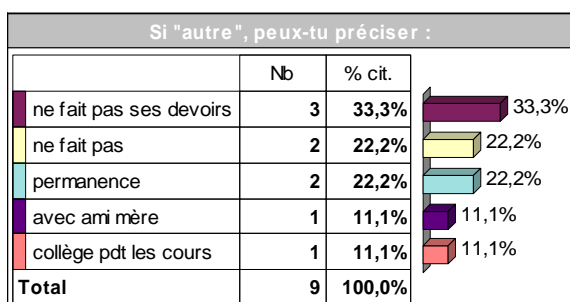 Si "autre", peux-tu préciser :
Nb % cit.
ne fait pas ses devoirs 3 33,3% 33,3%
ne fait pas 2 22,2% 22,2%
permanence 2 22,2% 22,2%
avec ami mère 1 11,1% 11,1%
collège pdt les cours 1 11,1% 11,1%
Total 9 100,0%